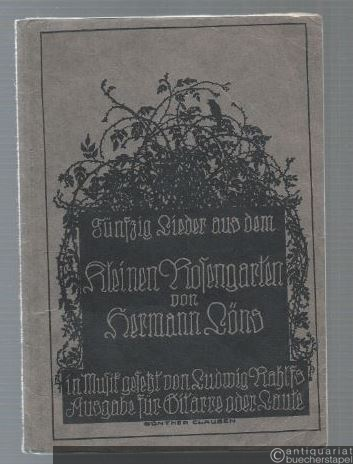 Fünfzig Lieder aus dem
Kleinen Rosengarten
von
Hermann Löns
in Musik gesetzt von Ludwig Rahlfs
Ausgabe für Gitarre oder Laute
GÜNTHER CLAUSEN
antiquariat
buecherstapel